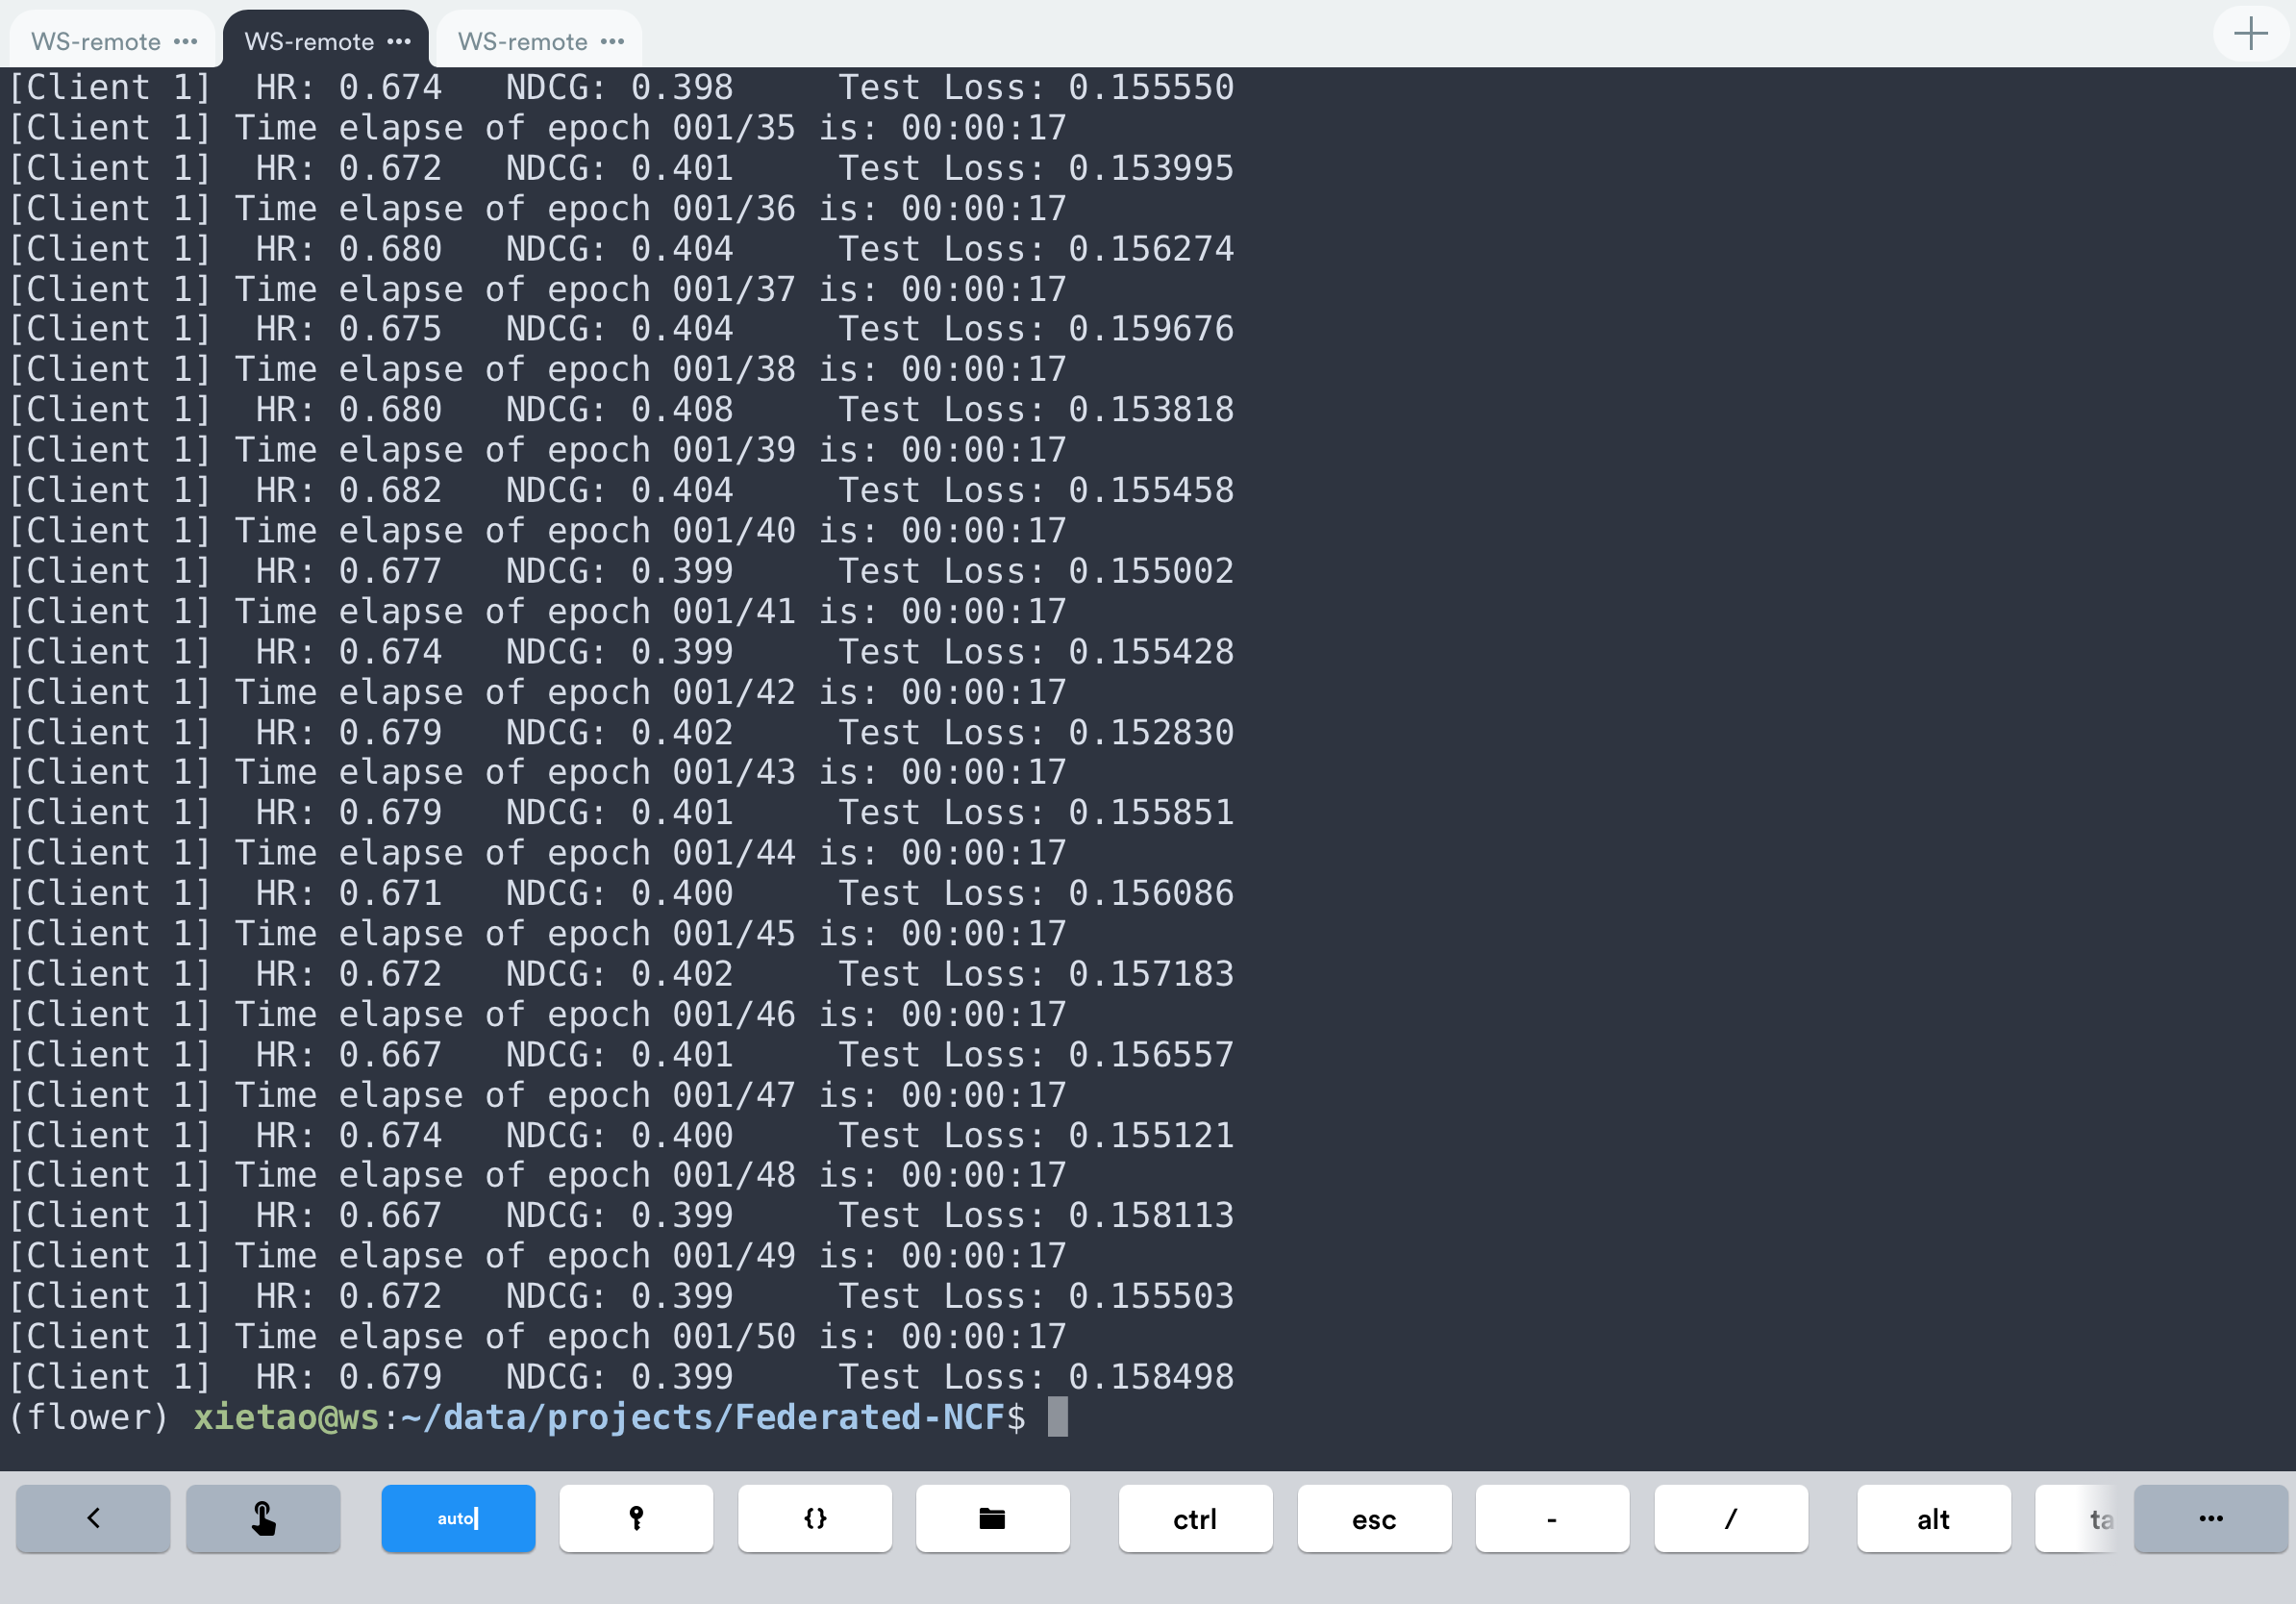 WS-remote ••• WS-remote ••• WS-remote •••
[Client 1]  HR: 0.674   NDCG: 0.398     Test Loss: 0.155550
[Client 1] Time elapse of epoch 001/35 is: 00:00:17
[Client 1]  HR: 0.672   NDCG: 0.401     Test Loss: 0.153995
[Client 1] Time elapse of epoch 001/36 is: 00:00:17
[Client 1]  HR: 0.680   NDCG: 0.404     Test Loss: 0.156274
[Client 1] Time elapse of epoch 001/37 is: 00:00:17
[Client 1]  HR: 0.675   NDCG: 0.404     Test Loss: 0.159676
[Client 1] Time elapse of epoch 001/38 is: 00:00:17
[Client 1]  HR: 0.680   NDCG: 0.408     Test Loss: 0.153818
[Client 1] Time elapse of epoch 001/39 is: 00:00:17
[Client 1]  HR: 0.682   NDCG: 0.404     Test Loss: 0.155458
[Client 1] Time elapse of epoch 001/40 is: 00:00:17
[Client 1]  HR: 0.677   NDCG: 0.399     Test Loss: 0.155002
[Client 1] Time elapse of epoch 001/41 is: 00:00:17
[Client 1]  HR: 0.674   NDCG: 0.399     Test Loss: 0.155428
[Client 1] Time elapse of epoch 001/42 is: 00:00:17
[Client 1]  HR: 0.679   NDCG: 0.402     Test Loss: 0.152830
[Client 1] Time elapse of epoch 001/43 is: 00:00:17
[Client 1]  HR: 0.679   NDCG: 0.401     Test Loss: 0.155851
[Client 1] Time elapse of epoch 001/44 is: 00:00:17
[Client 1]  HR: 0.671   NDCG: 0.400     Test Loss: 0.156086
[Client 1] Time elapse of epoch 001/45 is: 00:00:17
[Client 1]  HR: 0.672   NDCG: 0.402     Test Loss: 0.157183
[Client 1] Time elapse of epoch 001/46 is: 00:00:17
[Client 1]  HR: 0.667   NDCG: 0.401     Test Loss: 0.156557
[Client 1] Time elapse of epoch 001/47 is: 00:00:17
[Client 1]  HR: 0.674   NDCG: 0.400     Test Loss: 0.155121
[Client 1] Time elapse of epoch 001/48 is: 00:00:17
[Client 1]  HR: 0.667   NDCG: 0.399     Test Loss: 0.158113
[Client 1] Time elapse of epoch 001/49 is: 00:00:17
[Client 1]  HR: 0.672   NDCG: 0.399     Test Loss: 0.155503
[Client 1] Time elapse of epoch 001/50 is: 00:00:17
[Client 1]  HR: 0.679   NDCG: 0.399     Test Loss: 0.158498
(flower) xietao@ws:~/data/projects/Federated-NCF$
< auto {} ctrl esc - / alt •••